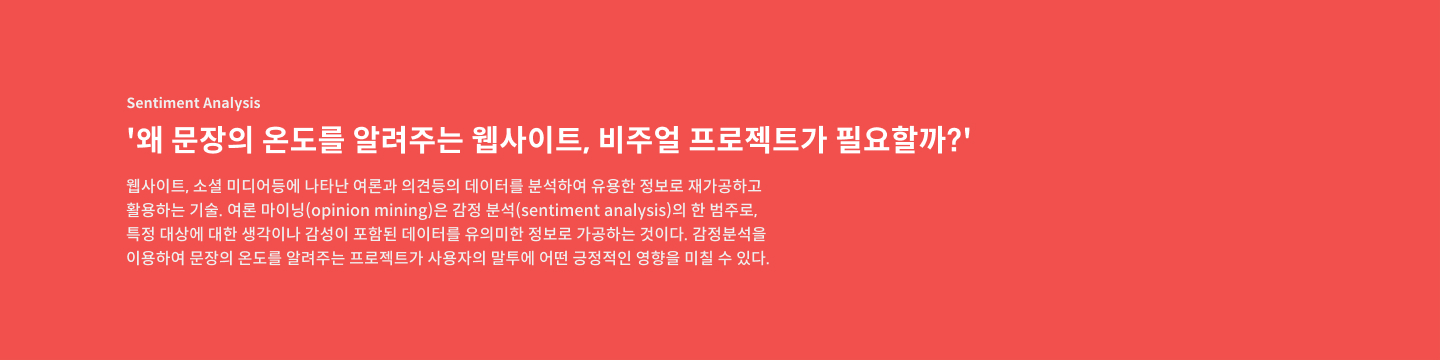 Sentiment Analysis
'왜 문장의 온도를 알려주는 웹사이트, 비주얼 프로젝트가 필요할까?'
웹사이트, 소셜 미디어등에 나타난 여론과 의견등의 데이터를 분석하여 유용한 정보로 재가공하고
활용하는 기술. 여론 마이닝(opinion mining)은 감정 분석(sentiment analysis)의 한 범주로,
특정 대상에 대한 생각이나 감성이 포함된 데이터를 유의미한 정보로 가공하는 것이다. 감정분석을
이용하여 문장의 온도를 알려주는 프로젝트가 사용자의 말투에 어떤 긍정적인 영향을 미칠 수 있다.